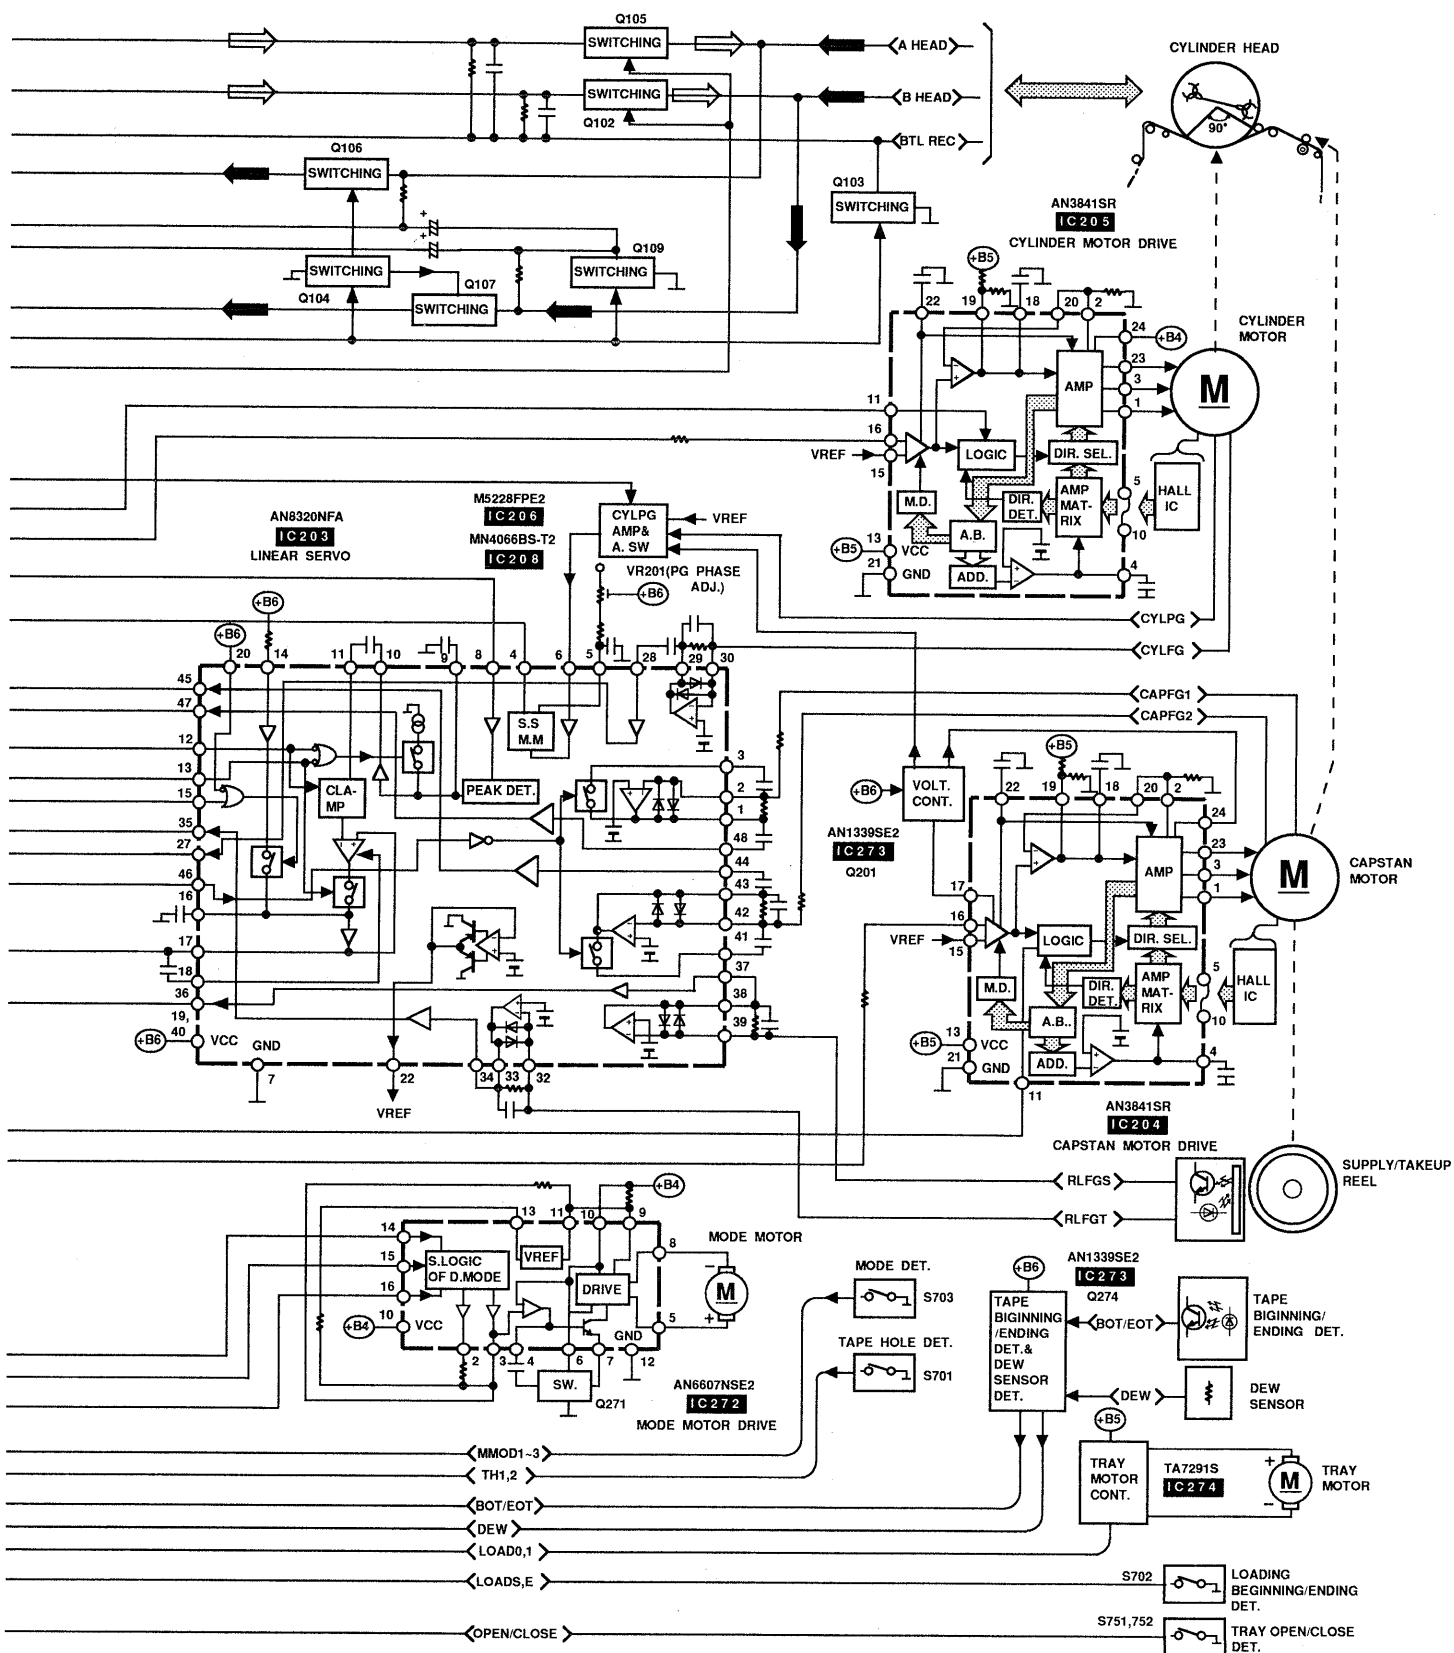 Q105
SWITCHING
A HEAD
CYLINDER HEAD
SWITCHING
B HEAD
Q102
90°
BTL REC
Q106
SWITCHING
Q103
SWITCHING
AN3841SR
IC205
CYLINDER MOTOR DRIVE
+
+
Q109
SWITCHING
SWITCHING
Q104
Q107
SWITCHING
+B5
22
19
18
20
2
24
+B4
CYLINDER
MOTOR
23
3
1
AMP
M
11
16
VREF
15
LOGIC
DIR. SEL.
M.D.
DIR.
DET.
AMP
MAT-
RIX
5
HALL
IC
10
A.B.
13
+B5
VCC
21
GND
ADD.
+
−
4
M5228FPE2
IC206
MN4066BS-T2
IC208
CYLPG
AMP&
A. SW
VREF
AN8320NFA
IC203
LINEAR SERVO
VR201(PG PHASE
ADJ.)
+B6
CYLPG
CYLFG
+B6
+B6
20
14
11
10
9
8
4
6
5
28
29
30
45
47
12
13
15
35
27
46
16
17
18
36
19,
40
+B6
VCC
GND
7
22
VREF
34
33
32
S.S
M.M
CLA-
MP
PEAK DET.
3
2
1
48
44
43
42
41
37
38
39
CAPFG1
CAPFG2
+B6
VOLT.
CONT.
AN1339SE2
IC273
Q201
+B5
22
19
18
20
2
24
23
3
1
AMP
M
CAPSTAN
MOTOR
17
16
VREF
15
LOGIC
DIR. SEL.
M.D.
DIR.
DET.
AMP
MAT-
RIX
5
HALL
IC
10
A.B..
13
+B5
VCC
21
GND
ADD.
4
11
AN3841SR
IC204
CAPSTAN MOTOR DRIVE
RLFGS
RLFGT
SUPPLY/TAKEUP
REEL
+B4
13
11
10
9
14
15
16
S.LOGIC
OF D.MODE
VREF
DRIVE
8
5
MODE MOTOR
−
M
+
10
+B4
VCC
GND
2
3
4
6
7
12
SW.
Q271
AN6607NSE2
IC272
MODE MOTOR DRIVE
MODE DET.
S703
TAPE HOLE DET.
S701
+B6
AN1339SE2
IC273
Q274
TAPE
BIGINNING
/ENDING
DET.&
DEW
SENSOR
DET.
BOT/EOT
TAPE
BIGINNING/
ENDING DET.
DEW
DEW
SENSOR
+B5
TRAY
MOTOR
CONT.
TA7291S
IC274
+
M
−
TRAY
MOTOR
MMOD1~3
TH1,2
BOT/EOT
DEW
LOAD0,1
LOADS,E
S702
LOADING
BEGINNING/ENDING
DET.
OPEN/CLOSE
S751,752
TRAY OPEN/CLOSE
DET.